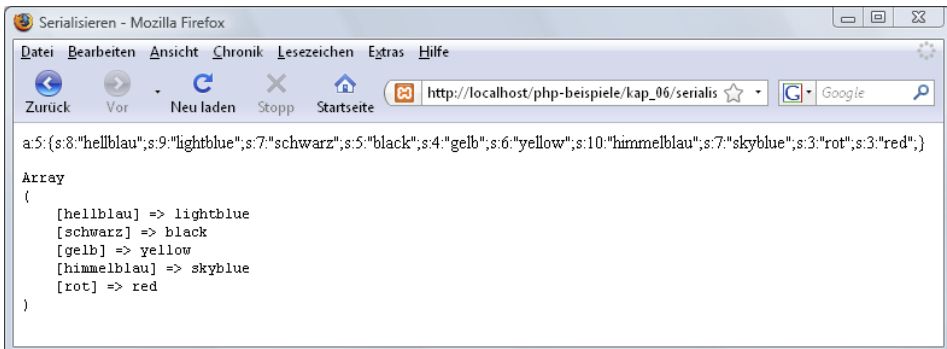 Serialisieren - Mozilla Firefox
Datei Bearbeiten Ansicht Chronik Lesezeichen Extras Hilfe
Zurück Vor Neu laden Stopp Startseite http://localhost/php-beispiele/kap_06/serialis G Google
a:5:{s:8:"hellblau";s:9:"lightblue";s:7:"schwarz";s:5:"black";s:4:"gelb";s:6:"yellow";s:10:"himmelblau";s:7:"skyblue";s:3:"rot";s:3:"red";}
Array
(
[hellblau] => lightblue
[schwarz] => black
[gelb] => yellow
[himmelblau] => skyblue
[rot] => red
)